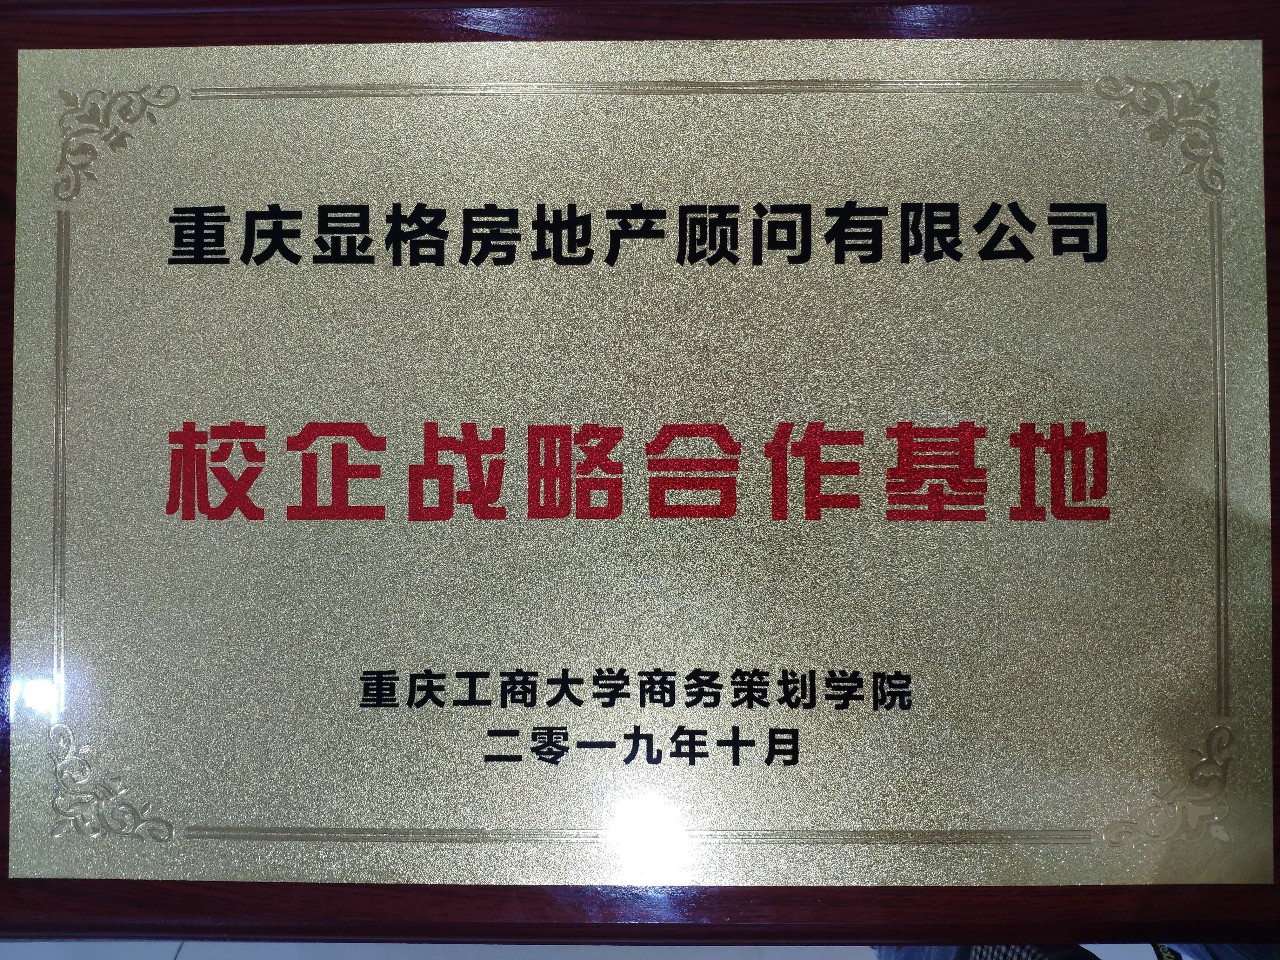 重庆显格房地产顾问有限公司
校企战略合作基地
重庆工商大学商务策划学院
二零一九年十月